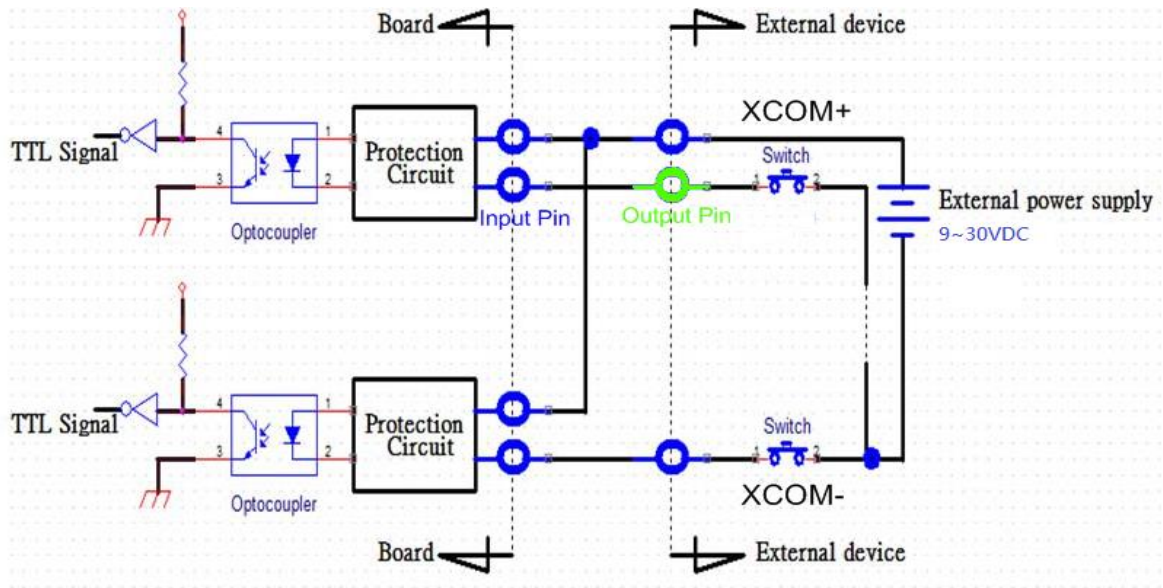 Board
External device
XCOM+
TTL Signal
4
3
1
2
Optocoupler
Protection
Circuit
Input Pin
Output Pin
Switch
1
2
External power supply
9~30VDC
TTL Signal
4
3
1
2
Optocoupler
Protection
Circuit
Switch
1
2
XCOM-
Board
External device